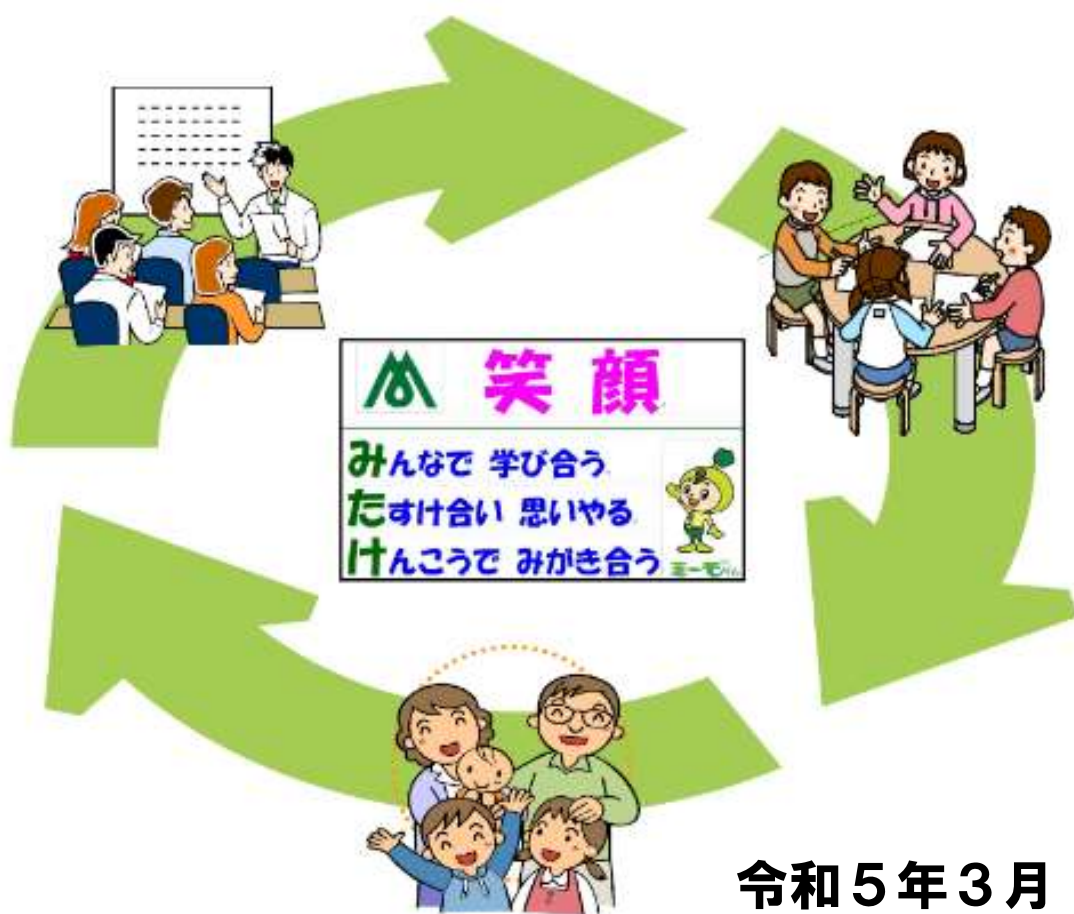 笑顔
みんなで 学び合う
たすけ合い 思いやる
けんこうで みがき合う
ミーモ
令和５年３月